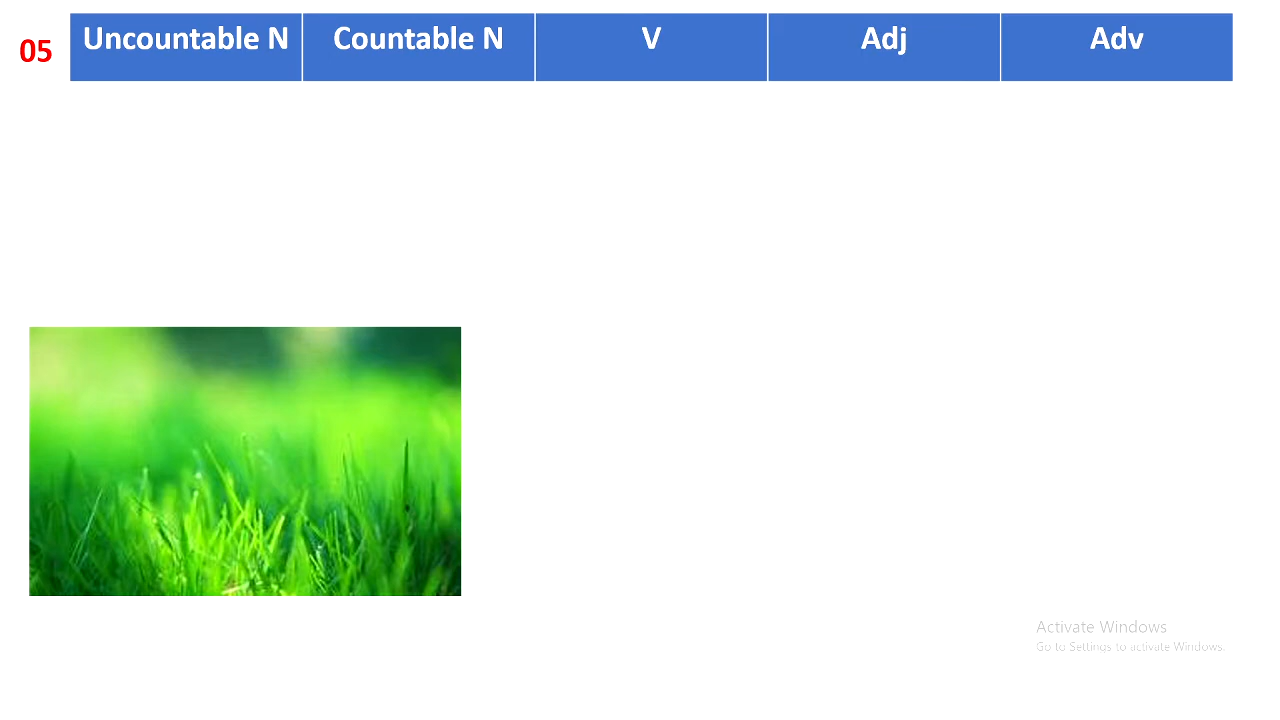 05
Uncountable N
Countable N
V
Adj
Adv
Activate Windows
Go to Settings to activate Windows.